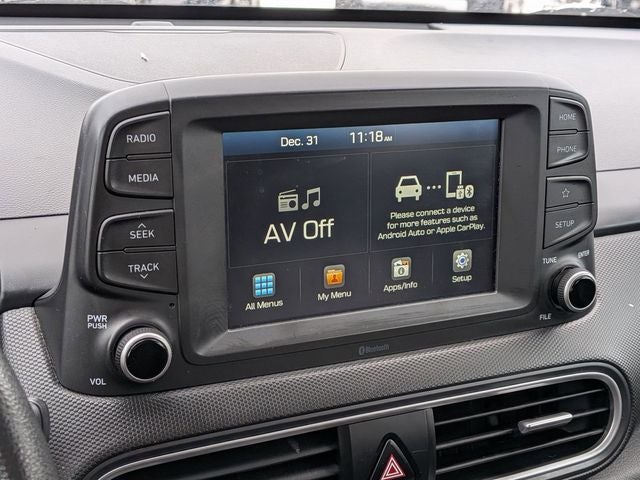 RADIO
MEDIA
SEEK
TRACK
PWR
PUSH
VOL
Dec. 31 11:18 AM
AV Off
Please connect a device
for more features such as
Android Auto or Apple CarPlay.
All Menus
My Menu
Apps/Info
Setup
Bluetooth
HOME
PHONE
SETUP
TUNE
ENTER
FILE